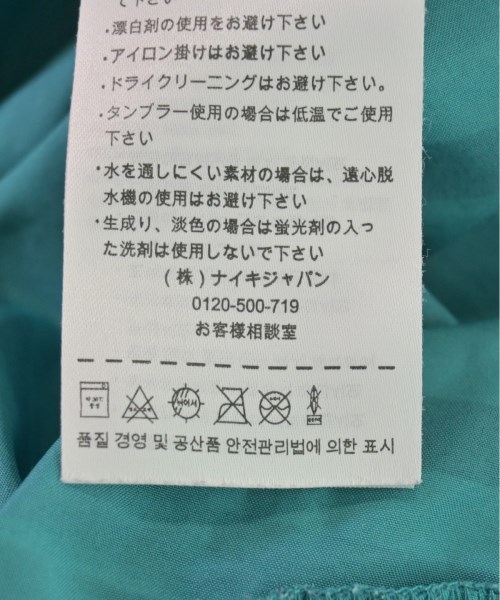 て下さい
.漂白剤の使用をお避け下さい
.アイロン掛けはお避け下さい
.ドライクリーニングはお避け下さい。
.タンブラー使用の場合は低温でご使用
下さい
・水を通しにくい素材の場合は、遠心脱
水機の使用はお避け下さい
・生成り、淡色の場合は蛍光剤の入っ
た洗剤は使用しないで下さい
(株)ナイキジャパン
0120-500-719
お客様相談室
품질 경영 및 공산품 안전관리법에 의한 표시